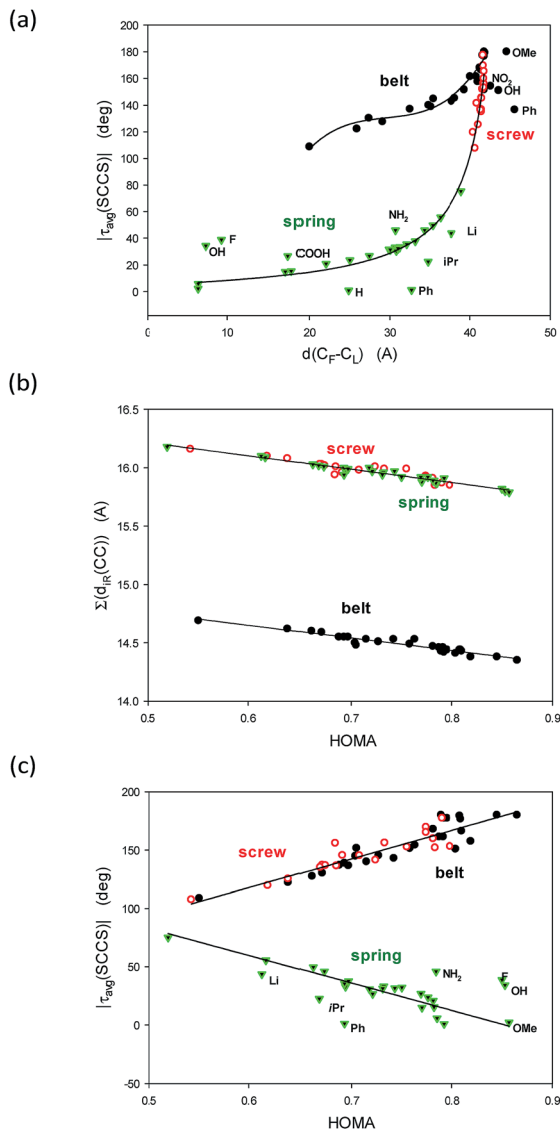 (a)
200
180
160
140
120
100
80
60
40
20
0
|τavg(SCCS)| (deg)
belt
OMe
NO2
OH
Ph
screw
spring
NH2
F
OH
COOH
Li
iPr
H
Ph
0 10 20 30 40 50
d(CF-CL) (A)
(b)
16.5
16.0
15.5
15.0
14.5
14.0
Σ(diR(CC)) (A)
screw
spring
belt
0.5 0.6 0.7 0.8 0.9
HOMA
(c)
200
150
100
50
0
-50
|τavg(SCCS)| (deg)
screw
belt
spring
Li
NH2
F
OH
iPr
Ph
OMe
0.5 0.6 0.7 0.8 0.9
HOMA